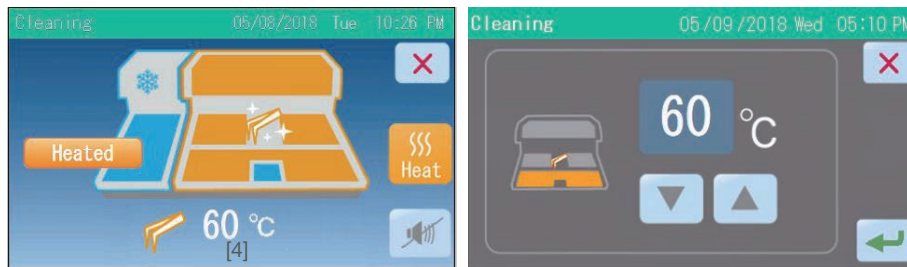 Cleaning 05/08/2018 Tue 10:26 PM
Heated
Heat
60 °C
[4]
Cleaning 05/09/2018 Wed 05:10 PM
60 °C